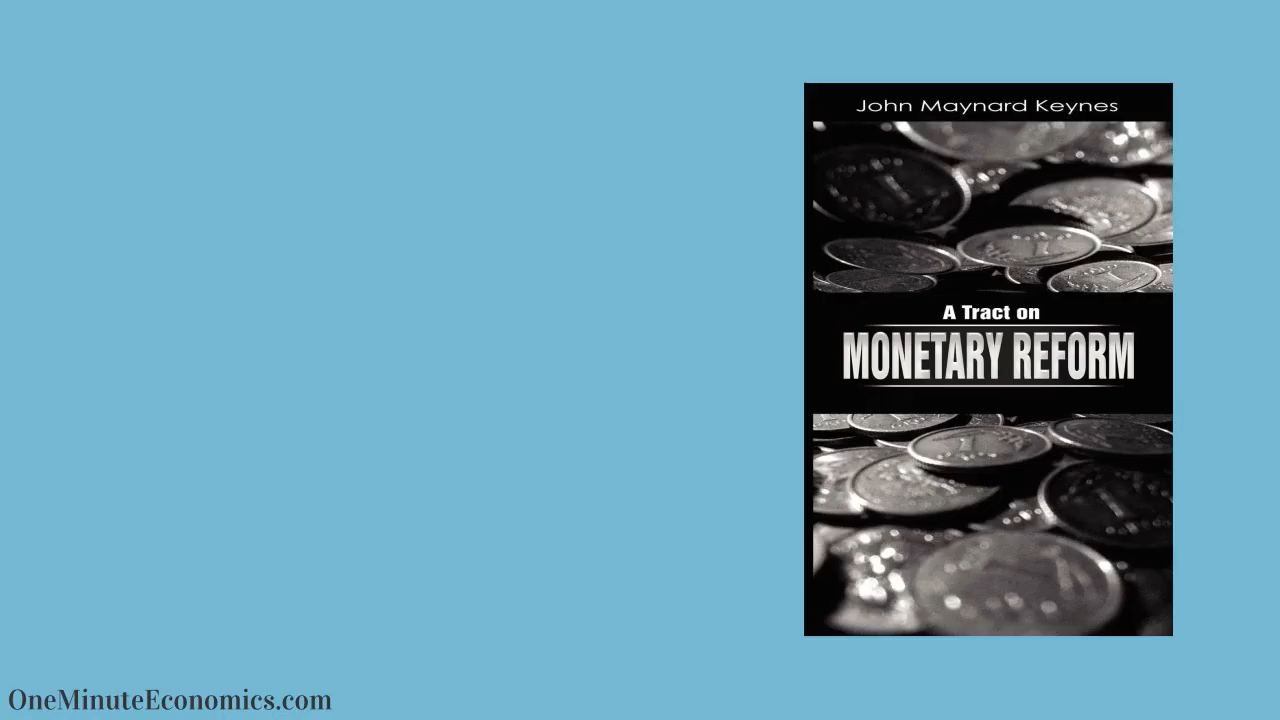 John Maynard Keynes
A Tract on
MONETARY REFORM
OneMinuteEconomics.com